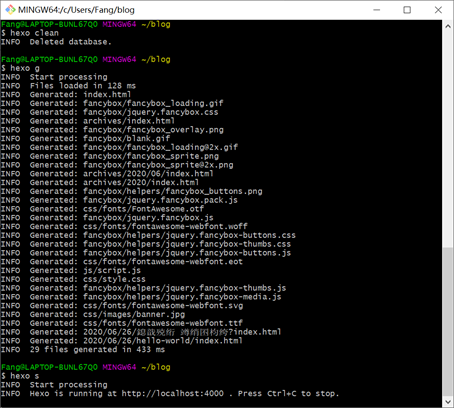 MINGW64:/c/Users/Fang/blog
Fang@LAPTOP-BUNL67Q0 MINGW64 ~/blog
$ hexo clean
INFO  Deleted database.
Fang@LAPTOP-BUNL67Q0 MINGW64 ~/blog
$ hexo g
INFO  Start processing
INFO  Files loaded in 128 ms
INFO  Generated: index.html
INFO  Generated: fancybox/fancybox_loading.gif
INFO  Generated: fancybox/jquery.fancybox.css
INFO  Generated: archives/index.html
INFO  Generated: fancybox/fancybox_overlay.png
INFO  Generated: fancybox/blank.gif
INFO  Generated: fancybox/fancybox_loading@2x.gif
INFO  Generated: fancybox/fancybox_sprite.png
INFO  Generated: fancybox/fancybox_sprite@2x.png
INFO  Generated: archives/2020/06/index.html
INFO  Generated: archives/2020/index.html
INFO  Generated: fancybox/helpers/fancybox_buttons.png
INFO  Generated: fancybox/jquery.fancybox.pack.js
INFO  Generated: css/fonts/FontAwesome.otf
INFO  Generated: fancybox/jquery.fancybox.js
INFO  Generated: css/fonts/fontawesome-webfont.woff
INFO  Generated: fancybox/helpers/jquery.fancybox-buttons.css
INFO  Generated: fancybox/helpers/jquery.fancybox-thumbs.css
INFO  Generated: fancybox/helpers/jquery.fancybox-buttons.js
INFO  Generated: css/fonts/fontawesome-webfont.eot
INFO  Generated: js/script.js
INFO  Generated: css/style.css
INFO  Generated: fancybox/helpers/jquery.fancybox-thumbs.js
INFO  Generated: fancybox/helpers/jquery.fancybox-media.js
INFO  Generated: css/fonts/fontawesome-webfont.svg
INFO  Generated: css/images/banner.jpg
INFO  Generated: css/fonts/fontawesome-webfont.ttf
INFO  Generated: 2020/06/26/ ?index.html
INFO  Generated: 2020/06/26/hello-world/index.html
INFO  29 files generated in 433 ms
Fang@LAPTOP-BUNL67Q0 MINGW64 ~/blog
$ hexo s
INFO  Start processing
INFO  Hexo is running at http://localhost:4000 . Press Ctrl+C to stop.